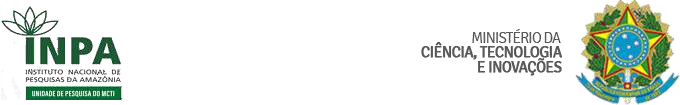 INPA
INSTITUTO NACIONAL DE
PESQUISAS DA AMAZÔNIA
UNIDADE DE PESQUISA DO MCTI
MINISTÉRIO DA
CIÊNCIA, TECNOLOGIA
E INOVAÇÕES